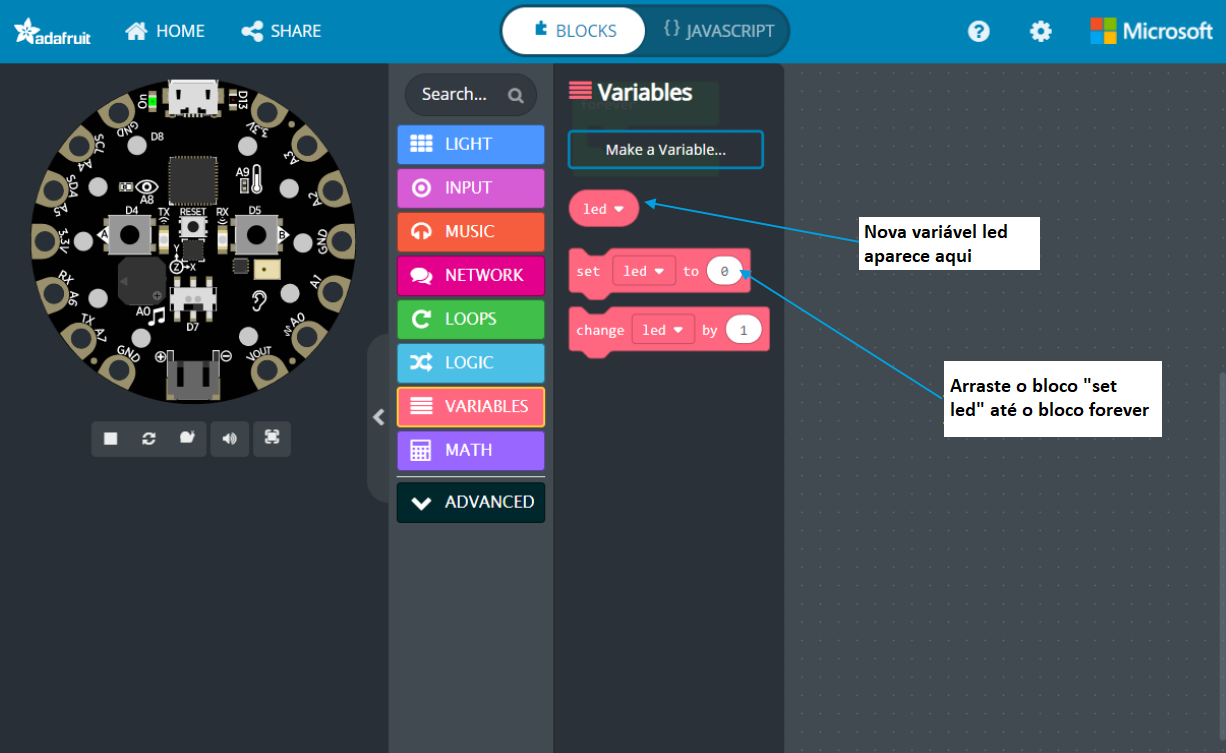 adafruit
HOME
SHARE
BLOCKS
{} JAVASCRIPT
Microsoft
ON
D13
GND
3.3V
SCL
D8
A3
A4
A9
SDA
A8
A2
A5
D4
TX
RESET
RX
D5
A
B
3.3V
GND
Y
Z
X
RX
A1
A6
A0
D7
TX
A0
A7
GND
VOUT
Search...
LIGHT
INPUT
MUSIC
NETWORK
LOOPS
LOGIC
VARIABLES
MATH
ADVANCED
Variables
forever
Make a Variable...
led
set led to 0
change led by 1
Nova variável led
aparece aqui
Arraste o bloco "set
led" até o bloco forever